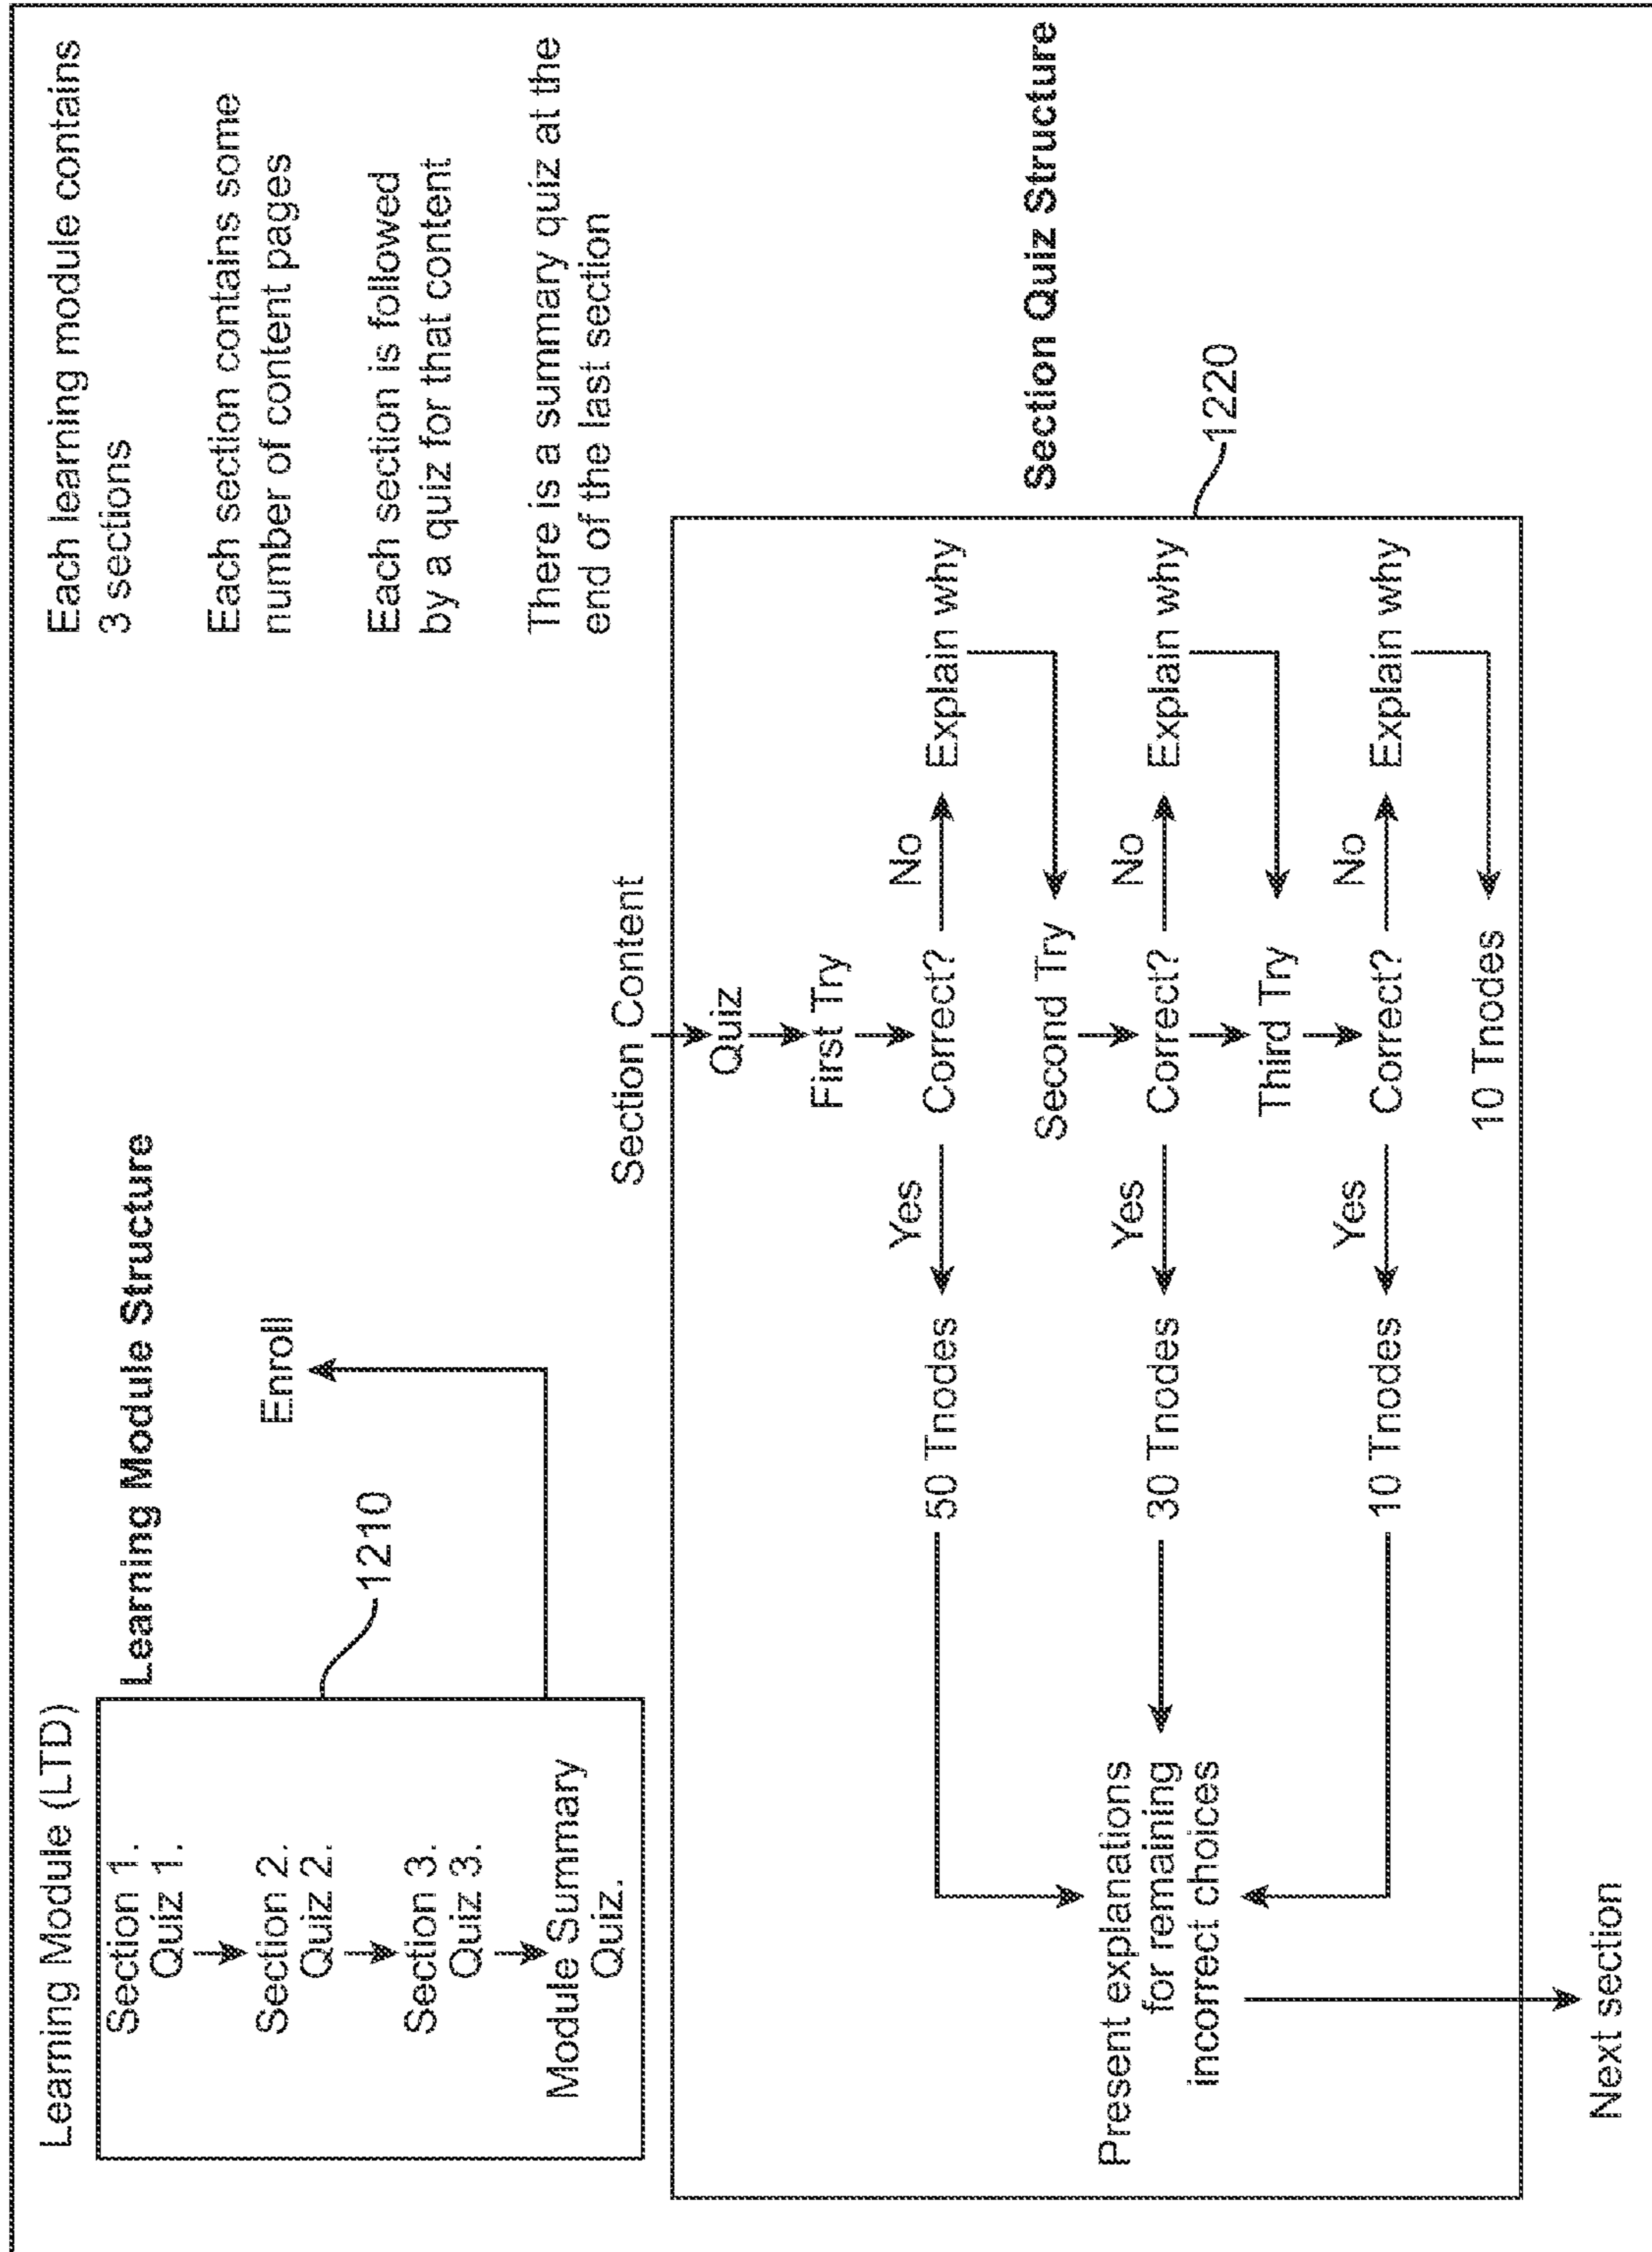 Learning Module (LTD)
Learning Module Structure
Section 1.
Quiz 1.
Section 2.
Quiz 2.
Section 3.
Quiz 3.
Module Summary
Quiz.
1210
Enroll
Each learning module contains
3 sections
Each section contains some
number of content pages
Each section is followed
by a quiz for that content
There is a summary quiz at the
end of the last section
Section Quiz Structure
1220
Section Content
Quiz
First Try
50 Tnodes
Yes
Correct?
No
Explain why
Second Try
30 Tnodes
Yes
Correct?
No
Explain why
Third Try
10 Tnodes
Yes
Correct?
No
Explain why
10 Tnodes
Present explanations
for remaining
incorrect choices
Next section